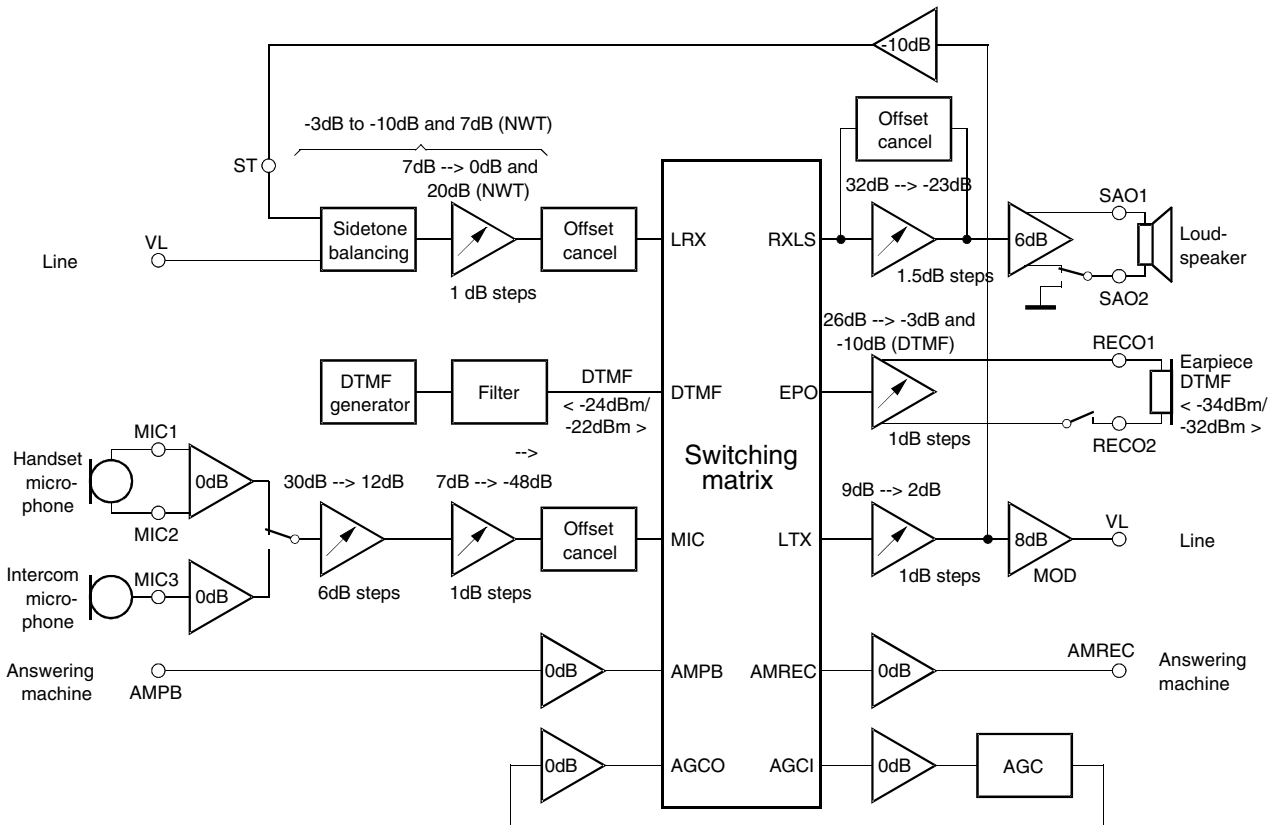 -10dB
-3dB to -10dB and 7dB (NWT)
Offset
cancel
ST
7dB --> 0dB and
20dB (NWT)
32dB --> -23dB
SAO1
Line
VL
Sidetone
balancing
Offset
cancel
LRX
RXLS
6dB
Loud-
speaker
1 dB steps
1.5dB steps
SAO2
26dB --> -3dB and
-10dB (DTMF)
RECO1
DTMF
generator
Filter
DTMF
< -24dBm/
-22dBm >
DTMF
EPO
Earpiece
DTMF
< -34dBm/
-32dBm >
1dB steps
RECO2
-->
Switching
matrix
Handset
micro-
phone
MIC1
MIC2
0dB
30dB --> 12dB
7dB --> -48dB
9dB --> 2dB
Offset
cancel
MIC
LTX
8dB
MOD
VL
Line
6dB steps
1dB steps
1dB steps
Intercom
micro-
phone
MIC3
0dB
Answering
machine
AMPB
0dB
AMPB
AMREC
0dB
AMREC
Answering
machine
0dB
AGCO
AGCI
0dB
AGC